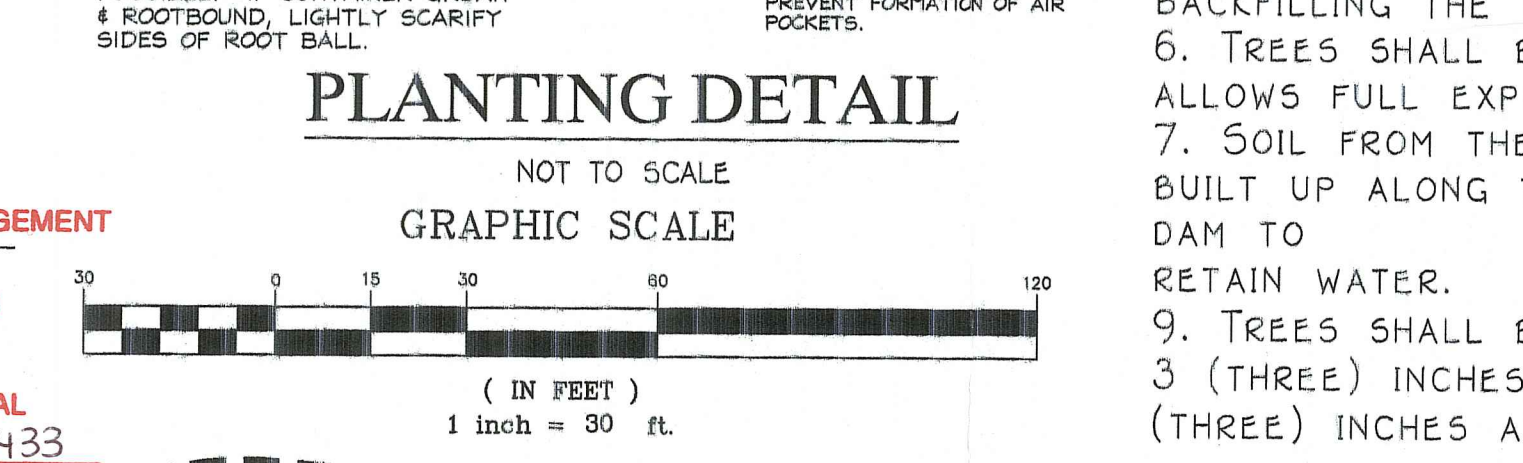 & ROOTBOUND, LIGHTLY SCARIFY
SIDES OF ROOT BALL.
PREVENT FORMATION OF AIR
POCKETS.
PLANTING DETAIL
NOT TO SCALE
GEMENT
GRAPHIC SCALE
30 0 15 30 60 120
( IN FEET )
1 inch = 30 ft.
AL
433
BACKFILLING THE
6. TREES SHALL
ALLOWS FULL EXP
7. SOIL FROM THE
BUILT UP ALONG
DAM TO
RETAIN WATER.
9. TREES SHALL
3 (THREE) INCHES
(THREE) INCHES A